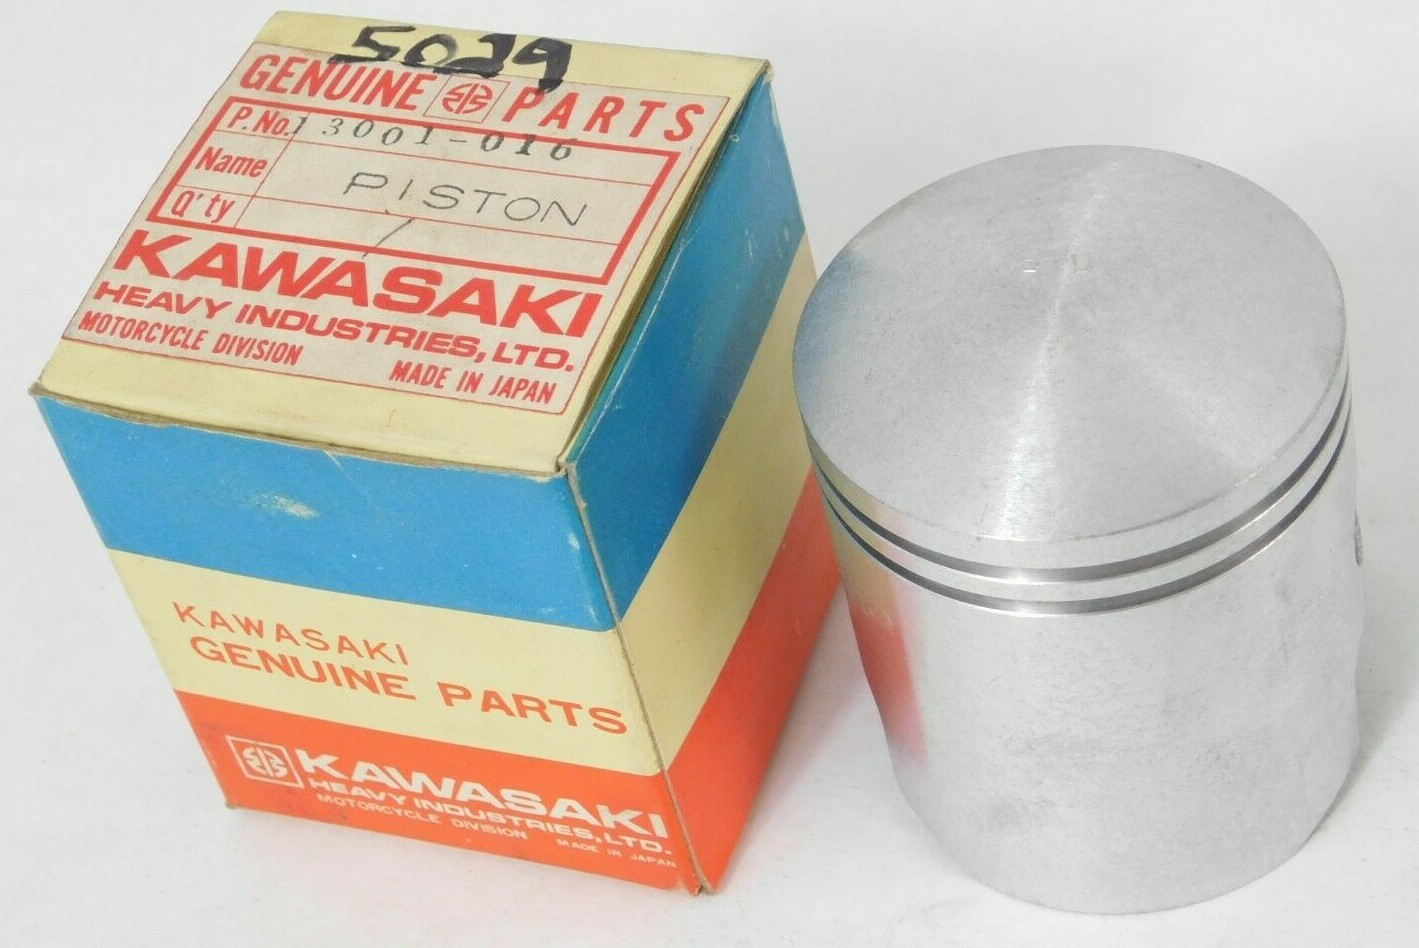 5029
GENUINE PARTS
P.No. 13001-016
Name PISTON
Q'ty 1
KAWASAKI
HEAVY INDUSTRIES, LTD.
MOTORCYCLE DIVISION MADE IN JAPAN
KAWASAKI
GENUINE PARTS
KAWASAKI
HEAVY INDUSTRIES, LTD.
MOTORCYCLE DIVISION MADE IN JAPAN